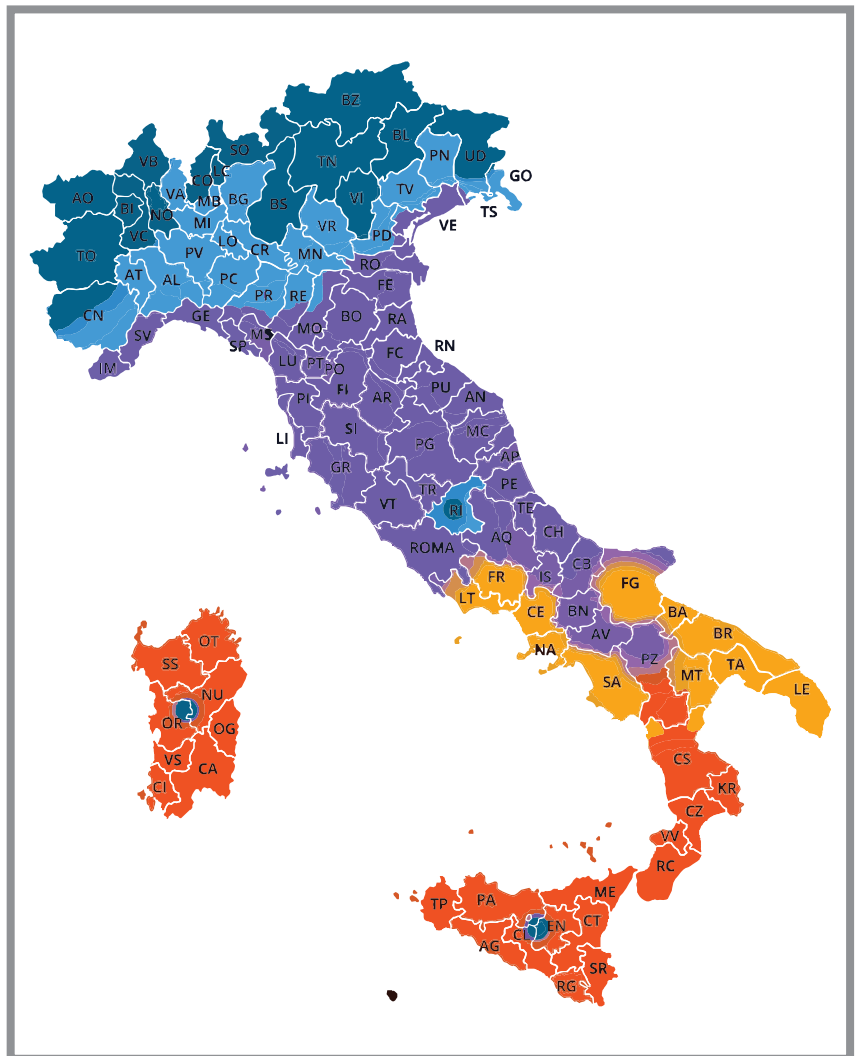 BZ
BL
SO
TN
PN
UD
VB
LC
CO
GO
AO
VA
MB
BG
BS
VI
TV
BI
NO
TS
MI
VR
VE
VC
LO
PD
TO
PV
CR
MN
RO
AT
AL
PC
PR
RE
FE
CN
GE
BO
RA
SV
MS
MO
SP
FC
RN
IM
LU
PT
PO
PI
FI
AR
PU
AN
SI
MC
LI
PG
AP
GR
TR
PE
VT
RI
TE
AQ
CH
ROMA
CB
IS
FR
FG
LT
CE
BN
BA
AV
BR
NA
PZ
OT
SS
MT
TA
SA
LE
NU
OR
OG
VS
CS
CA
CI
KR
CZ
VV
RC
ME
TP
PA
CT
EN
CL
AG
SR
RG